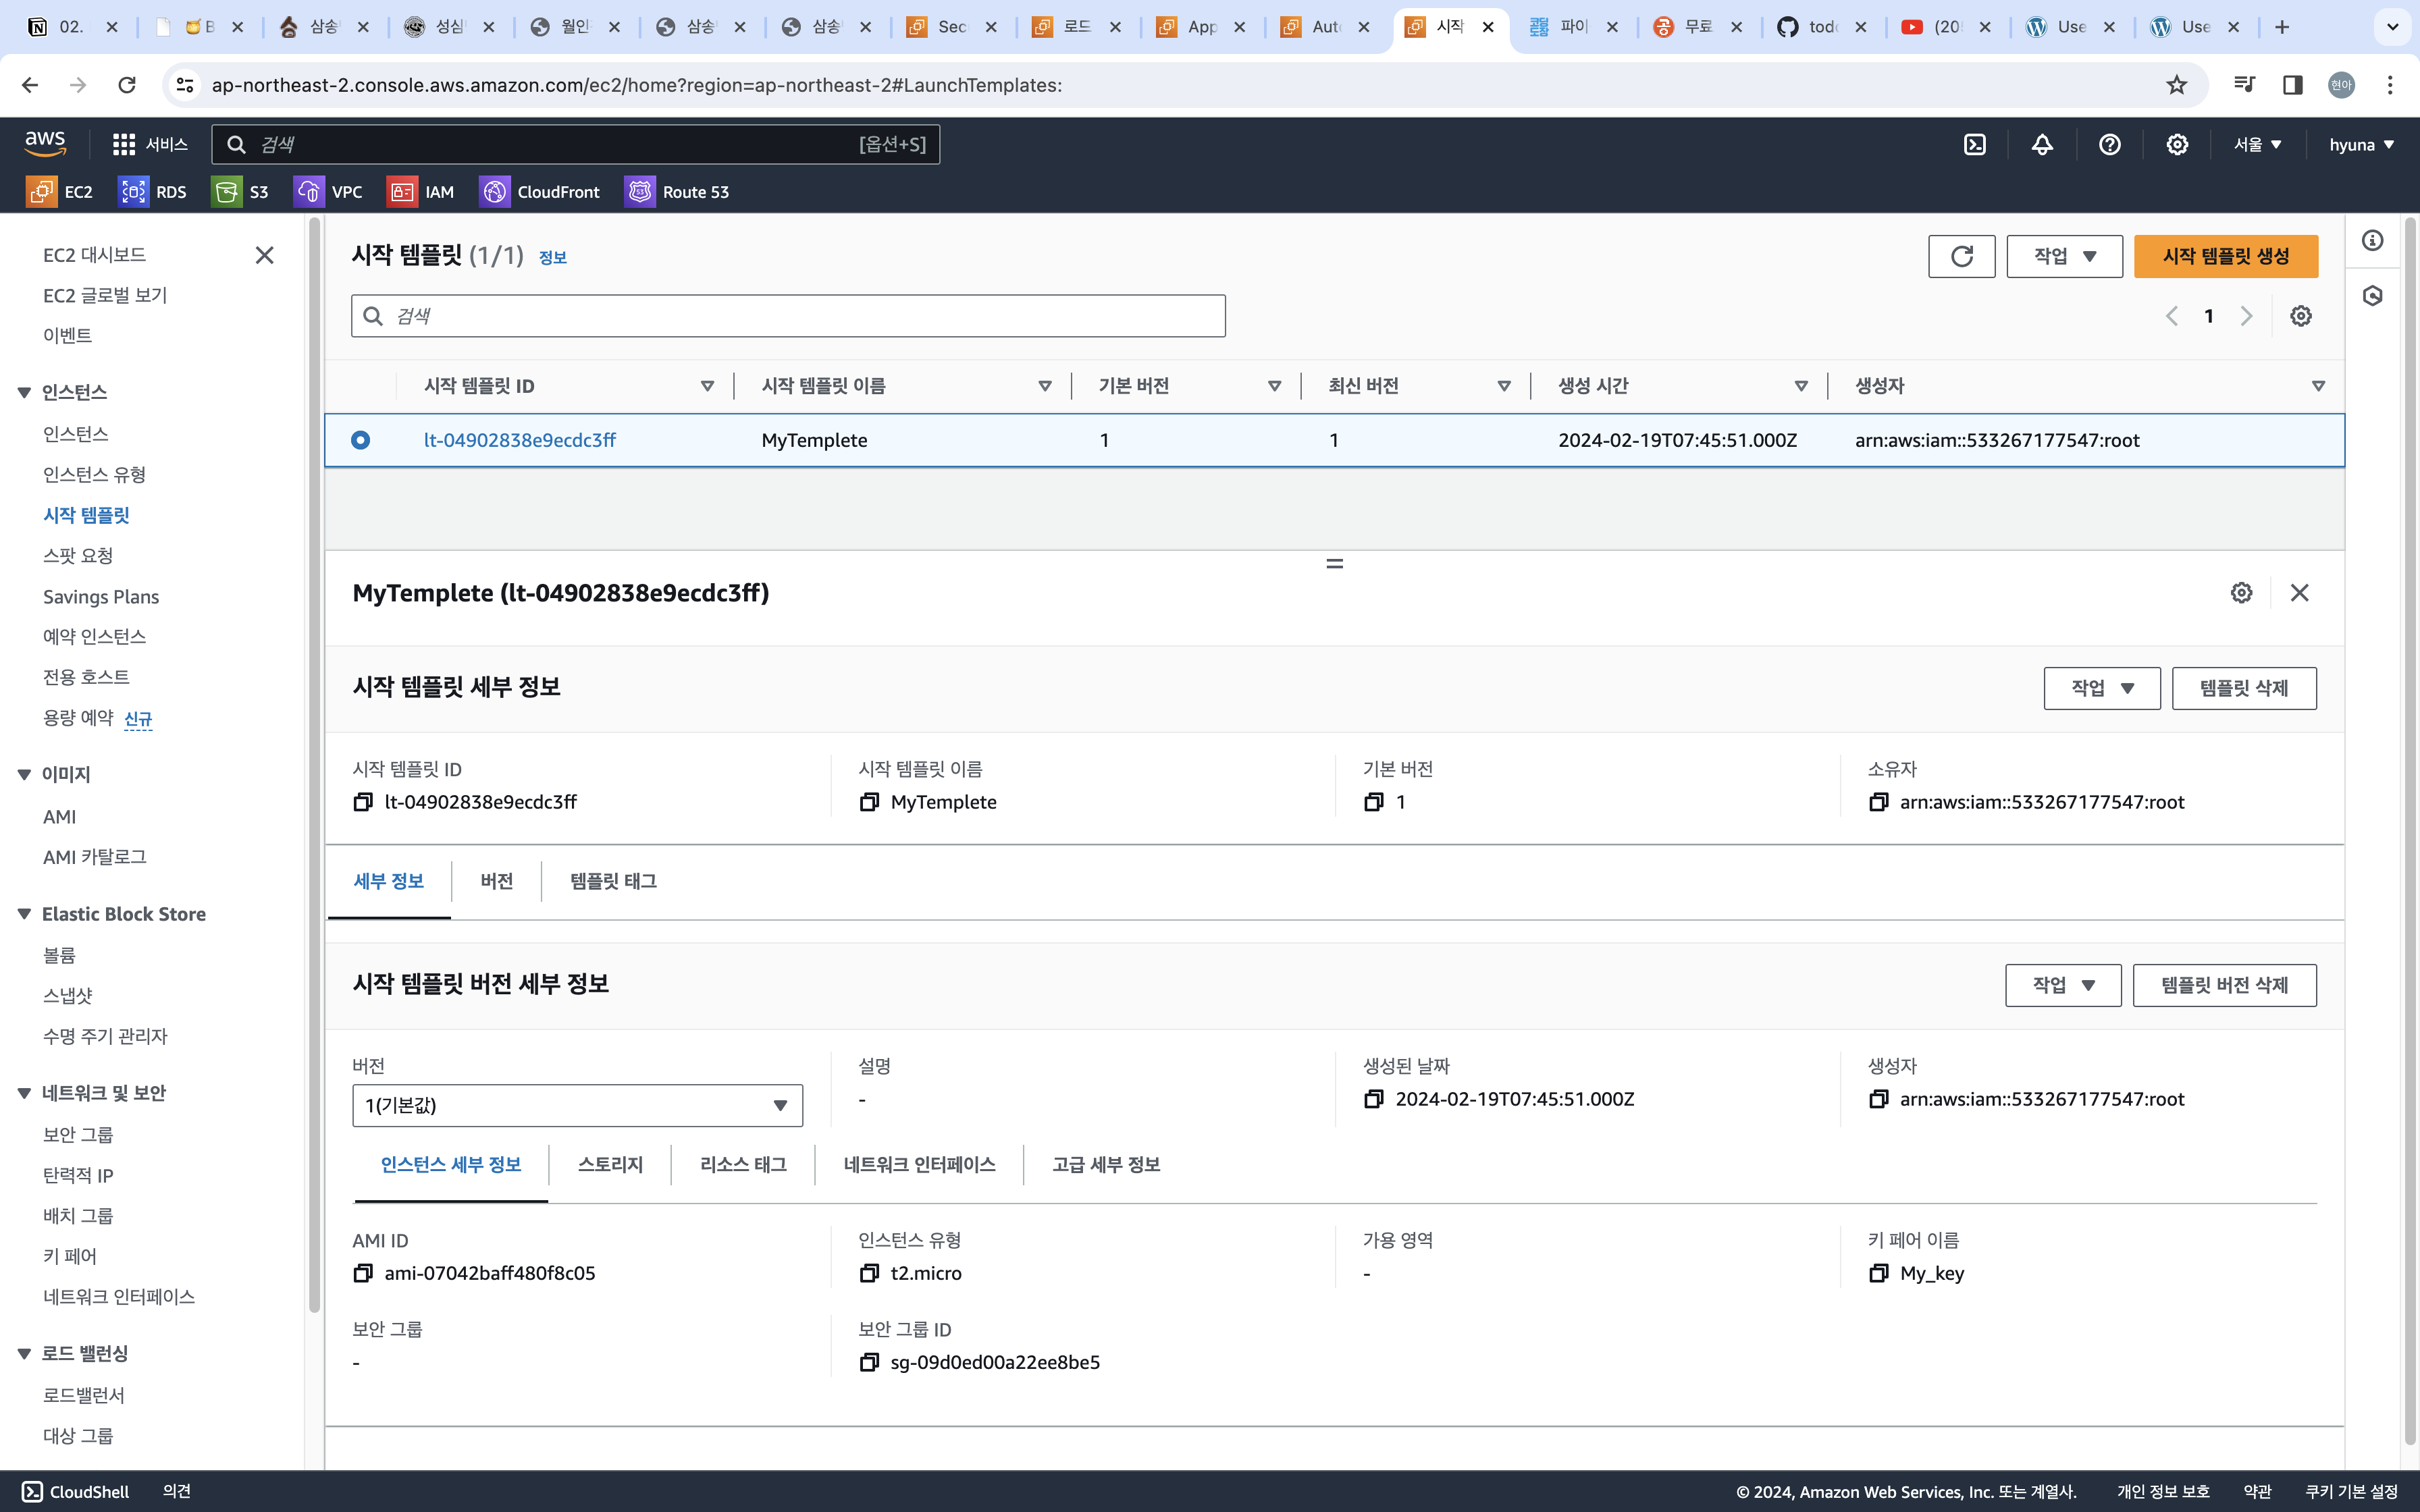 02.
B
삼송
성심
월인
삼송
삼송
Sec
로드
App
Aut
시작
파이
무료
todo
(20
Use
Use
ap-northeast-2.console.aws.amazon.com/ec2/home?region=ap-northeast-2#LaunchTemplates:
현아
aws
서비스
검색
[옵션+S]
서울
hyuna
EC2
RDS
S3
VPC
IAM
CloudFront
Route 53
EC2 대시보드
EC2 글로벌 보기
이벤트
인스턴스
인스턴스
인스턴스 유형
시작 템플릿
스팟 요청
Savings Plans
예약 인스턴스
전용 호스트
용량 예약 신규
이미지
AMI
AMI 카탈로그
Elastic Block Store
볼륨
스냅샷
수명 주기 관리자
네트워크 및 보안
보안 그룹
탄력적 IP
배치 그룹
키 페어
네트워크 인터페이스
로드 밸런싱
로드밸런서
대상 그룹
시작 템플릿 (1/1) 정보
작업
시작 템플릿 생성
검색
1
시작 템플릿 ID
시작 템플릿 이름
기본 버전
최신 버전
생성 시간
생성자
lt-04902838e9ecdc3ff
MyTemplete
1
1
2024-02-19T07:45:51.000Z
arn:aws:iam::533267177547:root
MyTemplete (lt-04902838e9ecdc3ff)
시작 템플릿 세부 정보
작업
템플릿 삭제
시작 템플릿 ID
lt-04902838e9ecdc3ff
시작 템플릿 이름
MyTemplete
기본 버전
1
소유자
arn:aws:iam::533267177547:root
세부 정보
버전
템플릿 태그
시작 템플릿 버전 세부 정보
작업
템플릿 버전 삭제
버전
1(기본값)
설명
-
생성된 날짜
2024-02-19T07:45:51.000Z
생성자
arn:aws:iam::533267177547:root
인스턴스 세부 정보
스토리지
리소스 태그
네트워크 인터페이스
고급 세부 정보
AMI ID
ami-07042baff480f8c05
인스턴스 유형
t2.micro
가용 영역
-
키 페어 이름
My_key
보안 그룹
-
보안 그룹 ID
sg-09d0ed00a22ee8be5
CloudShell
의견
© 2024, Amazon Web Services, Inc. 또는 계열사.
개인 정보 보호
약관
쿠키 기본 설정